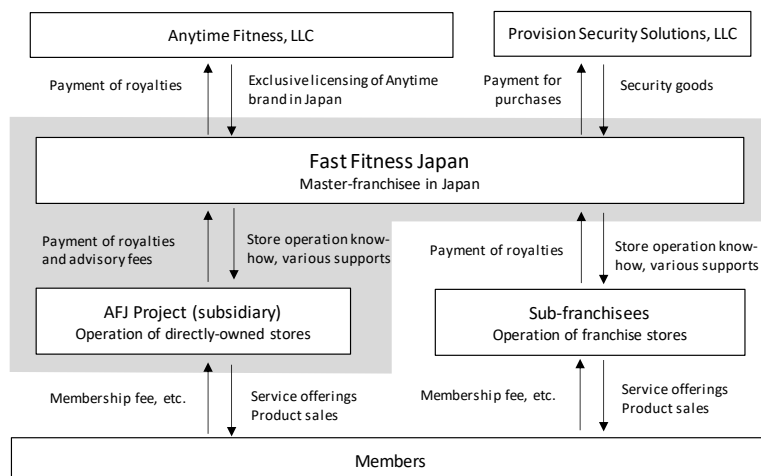 Anytime Fitness, LLC
Provision Security Solutions, LLC
Payment of royalties
Exclusive licensing of Anytime
brand in Japan
Payment for
purchases
Security goods
Fast Fitness Japan
Master-franchisee in Japan
Payment of royalties
and advisory fees
Store operation know-
how, various supports
Payment of royalties
Store operation know-
how, various supports
AFJ Project (subsidiary)
Operation of directly-owned stores
Sub-franchisees
Operation of franchise stores
Membership fee, etc.
Service offerings
Product sales
Membership fee, etc.
Service offerings
Product sales
Members